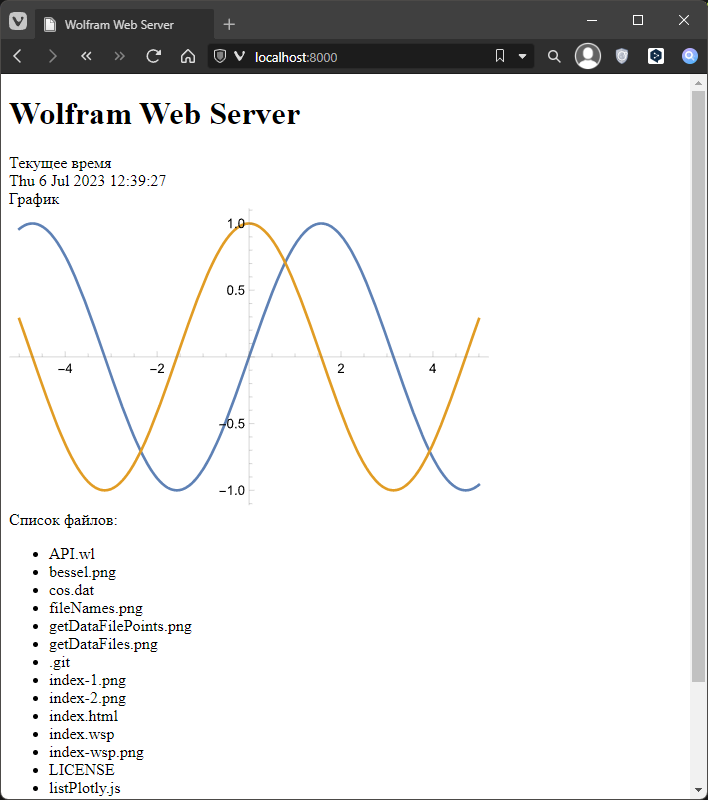 Wolfram Web Server
localhost:8000
Wolfram Web Server
Текущее время
Thu 6 Jul 2023 12:39:27
График
1.0
0.5
−4
−2
2
4
−0.5
−1.0
Список файлов:
API.wl
bessel.png
cos.dat
fileNames.png
getDataFilePoints.png
getDataFiles.png
.git
index-1.png
index-2.png
index.html
index.wsp
index-wsp.png
LICENSE
listPlotly.js